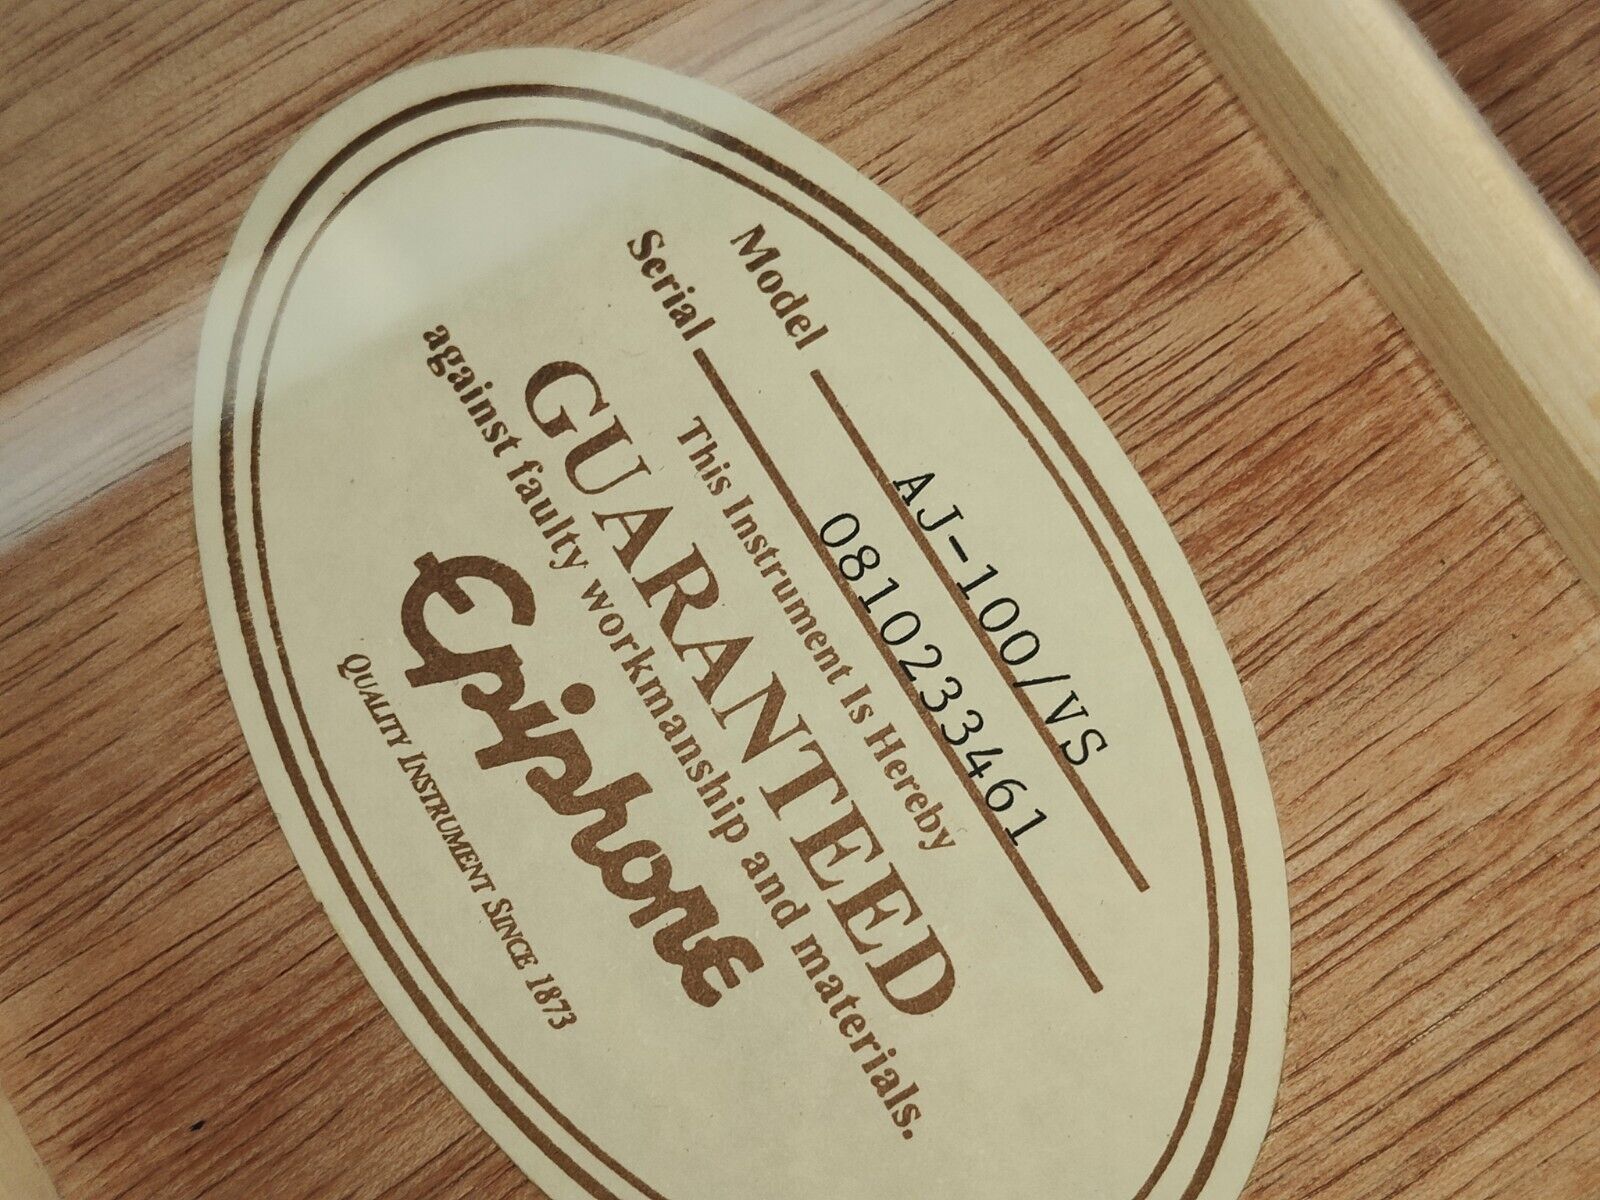 Model AJ-100/VS
Serial 0810233461
This Instrument Is Hereby
GUARANTEED
against faulty workmanship and materials.
Epiphone
QUALITY INSTRUMENT SINCE 1873